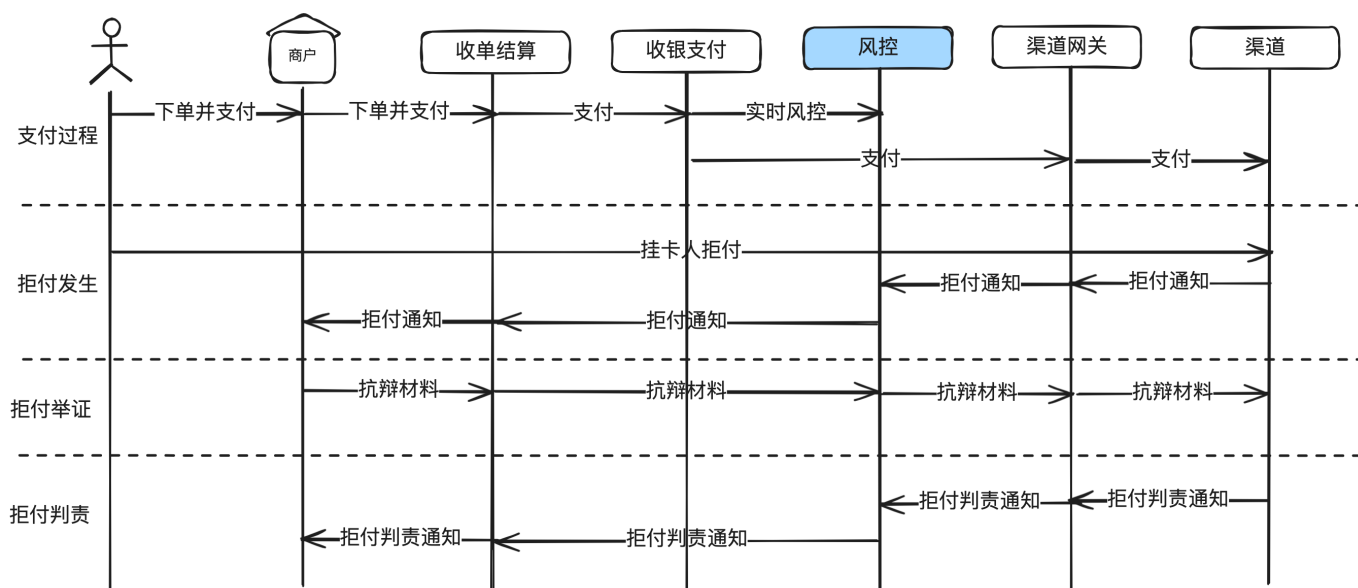 商户
收单结算
收银支付
风控
渠道网关
渠道
支付过程
下单并支付
下单并支付
支付
实时风控
支付
支付
拒付发生
挂卡人拒付
拒付通知
拒付通知
拒付通知
拒付通知
拒付举证
抗辩材料
抗辩材料
抗辩材料
抗辩材料
拒付判责
拒付判责通知
拒付判责通知
拒付判责通知
拒付判责通知